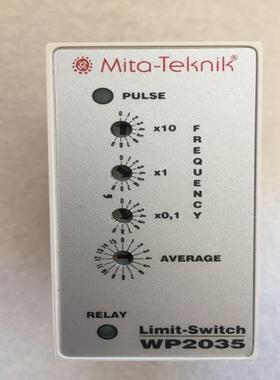 Mita-Teknik®
PULSE
x10
x1
x0,1
FREQUENCY
AVERAGE
RELAY
Limit-Switch
WP2035